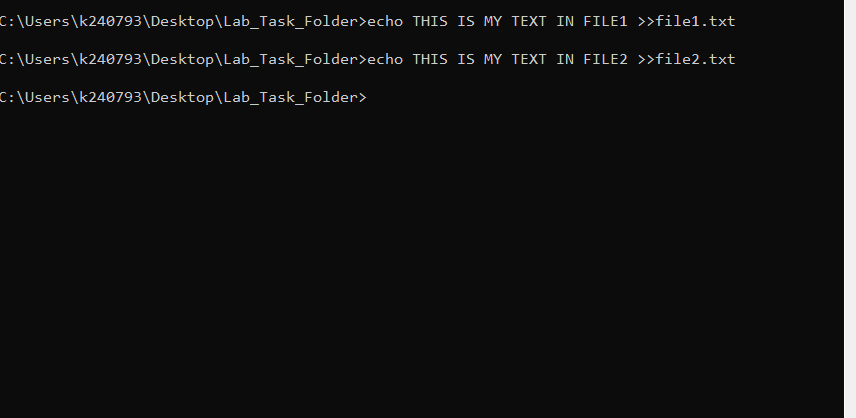 C:\Users\k240793\Desktop\Lab_Task_Folder>echo THIS IS MY TEXT IN FILE1 >>file1.txt
C:\Users\k240793\Desktop\Lab_Task_Folder>echo THIS IS MY TEXT IN FILE2 >>file2.txt
C:\Users\k240793\Desktop\Lab_Task_Folder>